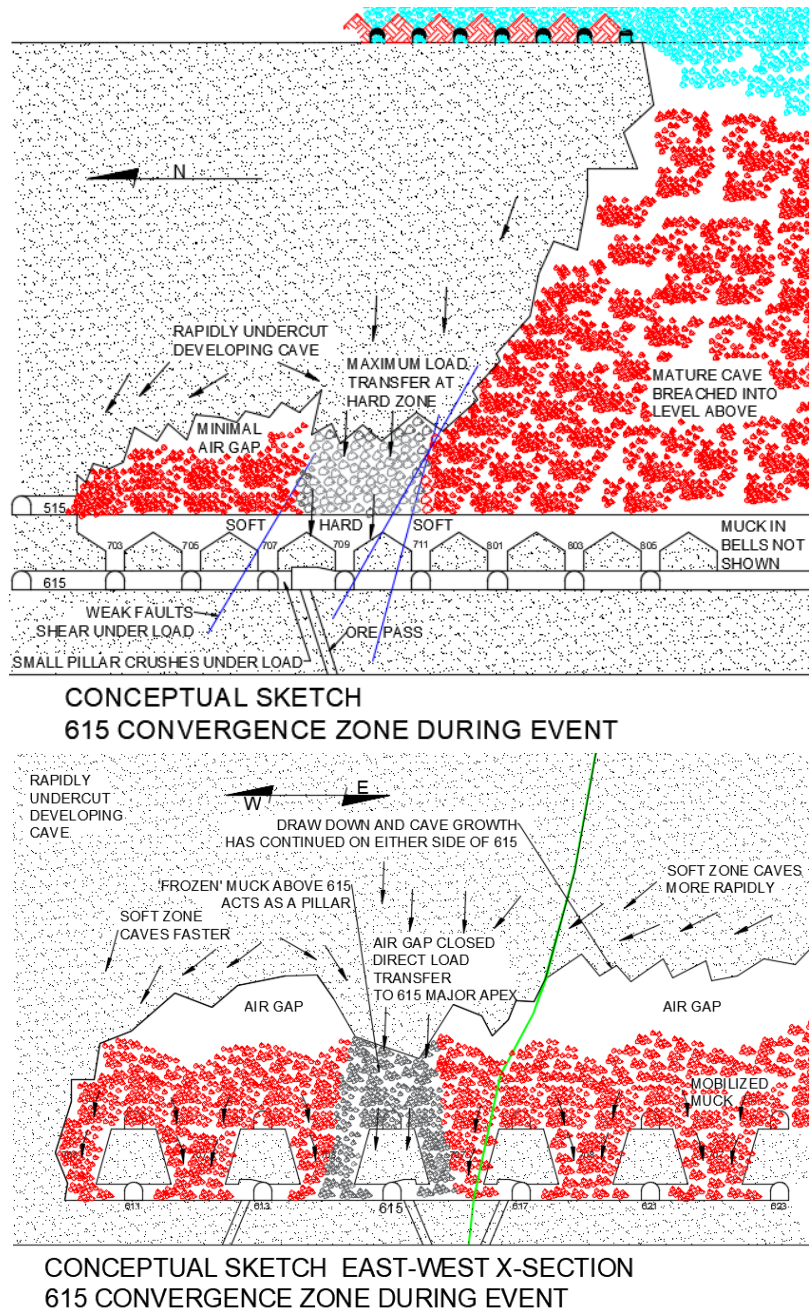 N
RAPIDLY UNDERCUT
DEVELOPING CAVE
MAXIMUM LOAD
TRANSFER AT
HARD ZONE
MATURE CAVE
BREACHED INTO
LEVEL ABOVE
MINIMAL
AIR GAP
515
SOFT HARD SOFT
MUCK IN
BELLS NOT
SHOWN
703 705 707 709 711 801 803 805
615
WEAK FAULTS
SHEAR UNDER LOAD
ORE PASS
SMALL PILLAR CRUSHES UNDER LOAD
CONCEPTUAL SKETCH
615 CONVERGENCE ZONE DURING EVENT
RAPIDLY
UNDERCUT
DEVELOPING
CAVE
W E
DRAW DOWN AND CAVE GROWTH
HAS CONTINUED ON EITHER SIDE OF 615
'FROZEN' MUCK ABOVE 615
ACTS AS A PILLAR
SOFT ZONE CAVES
MORE RAPIDLY
SOFT ZONE
CAVES FASTER
AIR GAP CLOSED
DIRECT LOAD
TRANSFER
TO 615 MAJOR APEX
AIR GAP
AIR GAP
MOBILIZED
MUCK
611 613 615 617 621 623
CONCEPTUAL SKETCH EAST-WEST X-SECTION
615 CONVERGENCE ZONE DURING EVENT